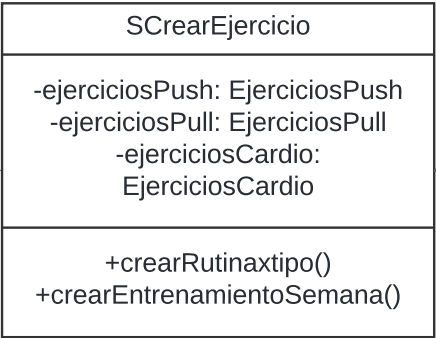 SCrearEjercicio
-ejerciciosPush: EjerciciosPush
-ejerciciosPull: EjerciciosPull
-ejerciciosCardio:
EjerciciosCardio
+crearRutinaxtipo()
+crearEntrenamientoSemana()